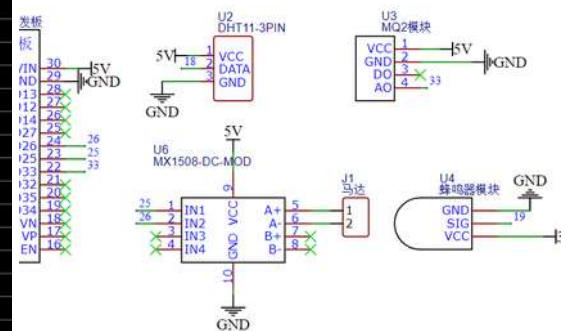 发板
板
VIN 30 5V
ND 29 GND
D13 28
D12 27
D14 26
D27 25
D26 24 26
D25 23 25
D33 22 33
D32 21
D35 20
D34 19
VN 18
VP 17
EN 16
U2
DHT11-3PIN
5V 1 VCC
18 2 DATA
3 GND
GND
U3
MQ2模块
VCC 1 5V
GND 2 GND
DO 3
AO 4 33
5V
U6
MX1508-DC-MOD
9
VCC
25 1 IN1 A+ 5
26 2 IN2 A- 6
3 IN3 B+ 7
4 IN4 B- 8
GND
10
GND
J1
马达
1
2
U4
蜂鸣器模块
GND
GND
SIG 19
VCC